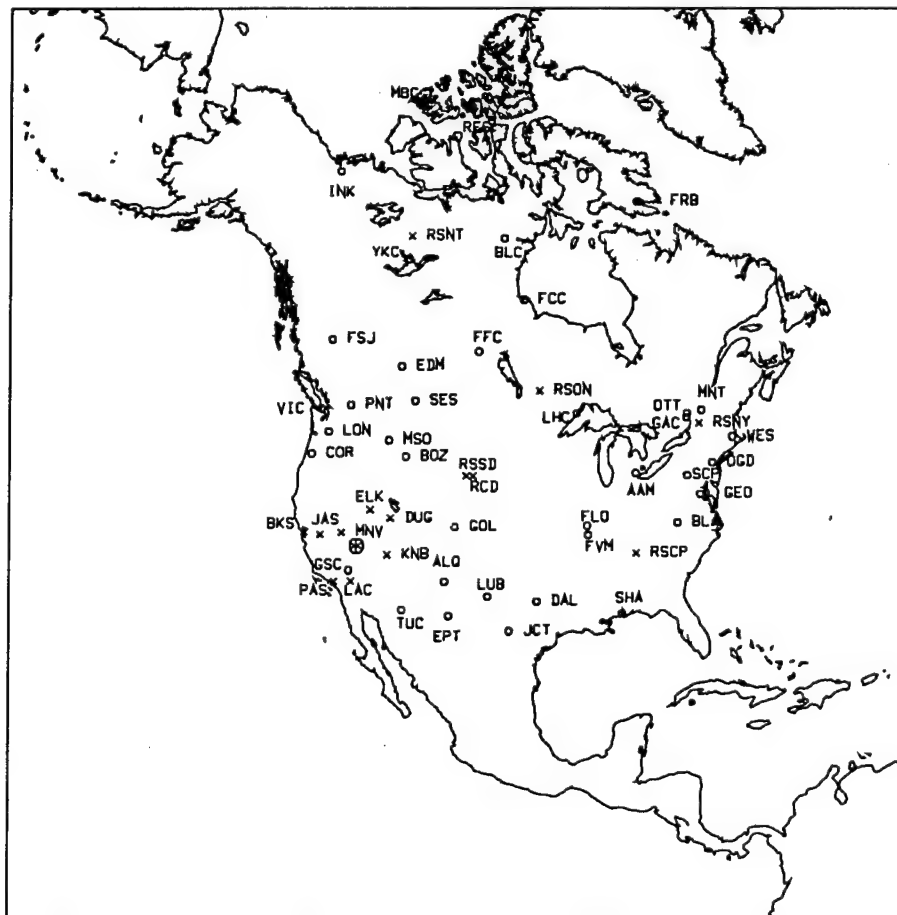 MBC
RES
INK
FRB
RSNT
YKC
BLC
FCC
FSJ
FFC
EDM
RSON
MNT
VIC
PNT
SES
LHC
OTT
GAC
RSNY
LON
MSO
WES
COR
BOZ
RSSD
RCD
OGD
SCP
AAM
GEO
ELK
DUG
BKS
JAS
MNV
GOL
FLO
BLA
FVM
KNB
RSCP
GSC
ALQ
PAS
LAC
LUB
DAL
SHA
TUC
EPT
JCT